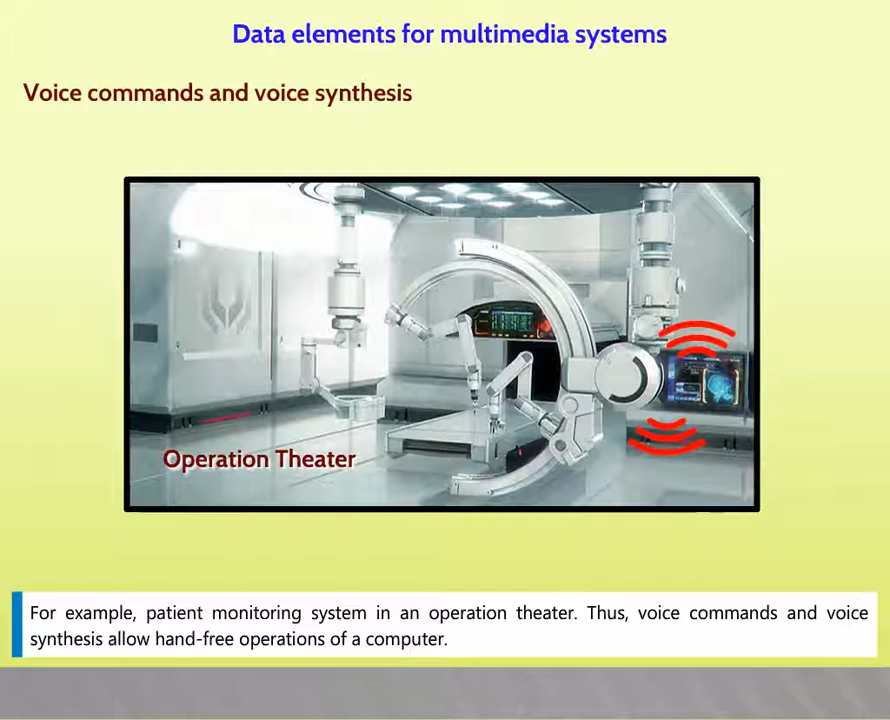 Data elements for multimedia systems
Voice commands and voice synthesis
Operation Theater
For example, patient monitoring system in an operation theater. Thus, voice commands and voice
synthesis allow hand-free operations of a computer.